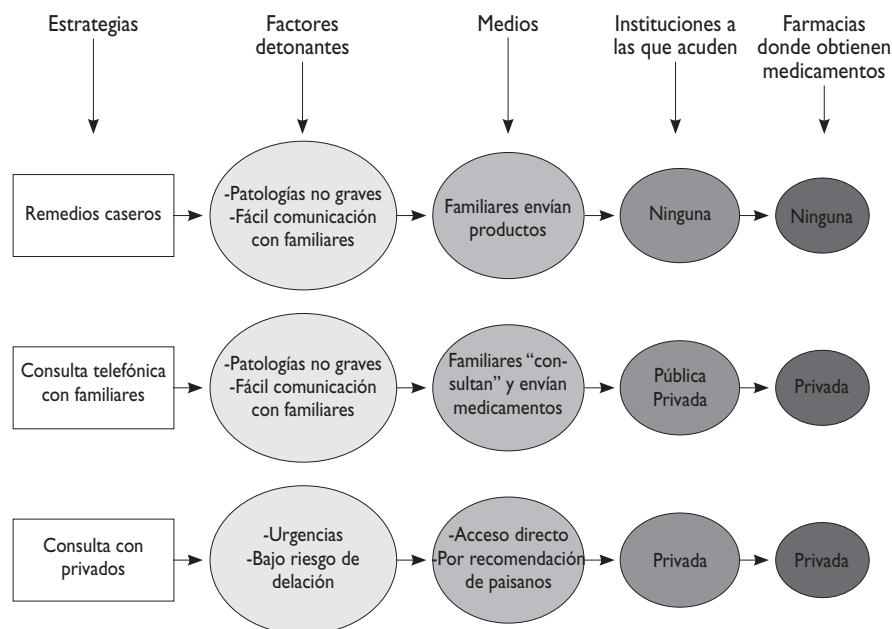 Estrategias
Factores
detonantes
Medios
Instituciones a
las que acuden
Farmacias
donde obtienen
medicamentos
Remedios caseros
-Patologías no graves
-Fácil comunicación
con familiares
Familiares envían
productos
Ninguna
Ninguna
Consulta telefónica
con familiares
-Patologías no graves
-Fácil comunicación
con familiares
Familiares “con-
sultan” y envían
medicamentos
Pública
Privada
Privada
Consulta con
privados
-Urgencias
-Bajo riesgo de
delación
-Acceso directo
-Por recomendación
de paisanos
Privada
Privada